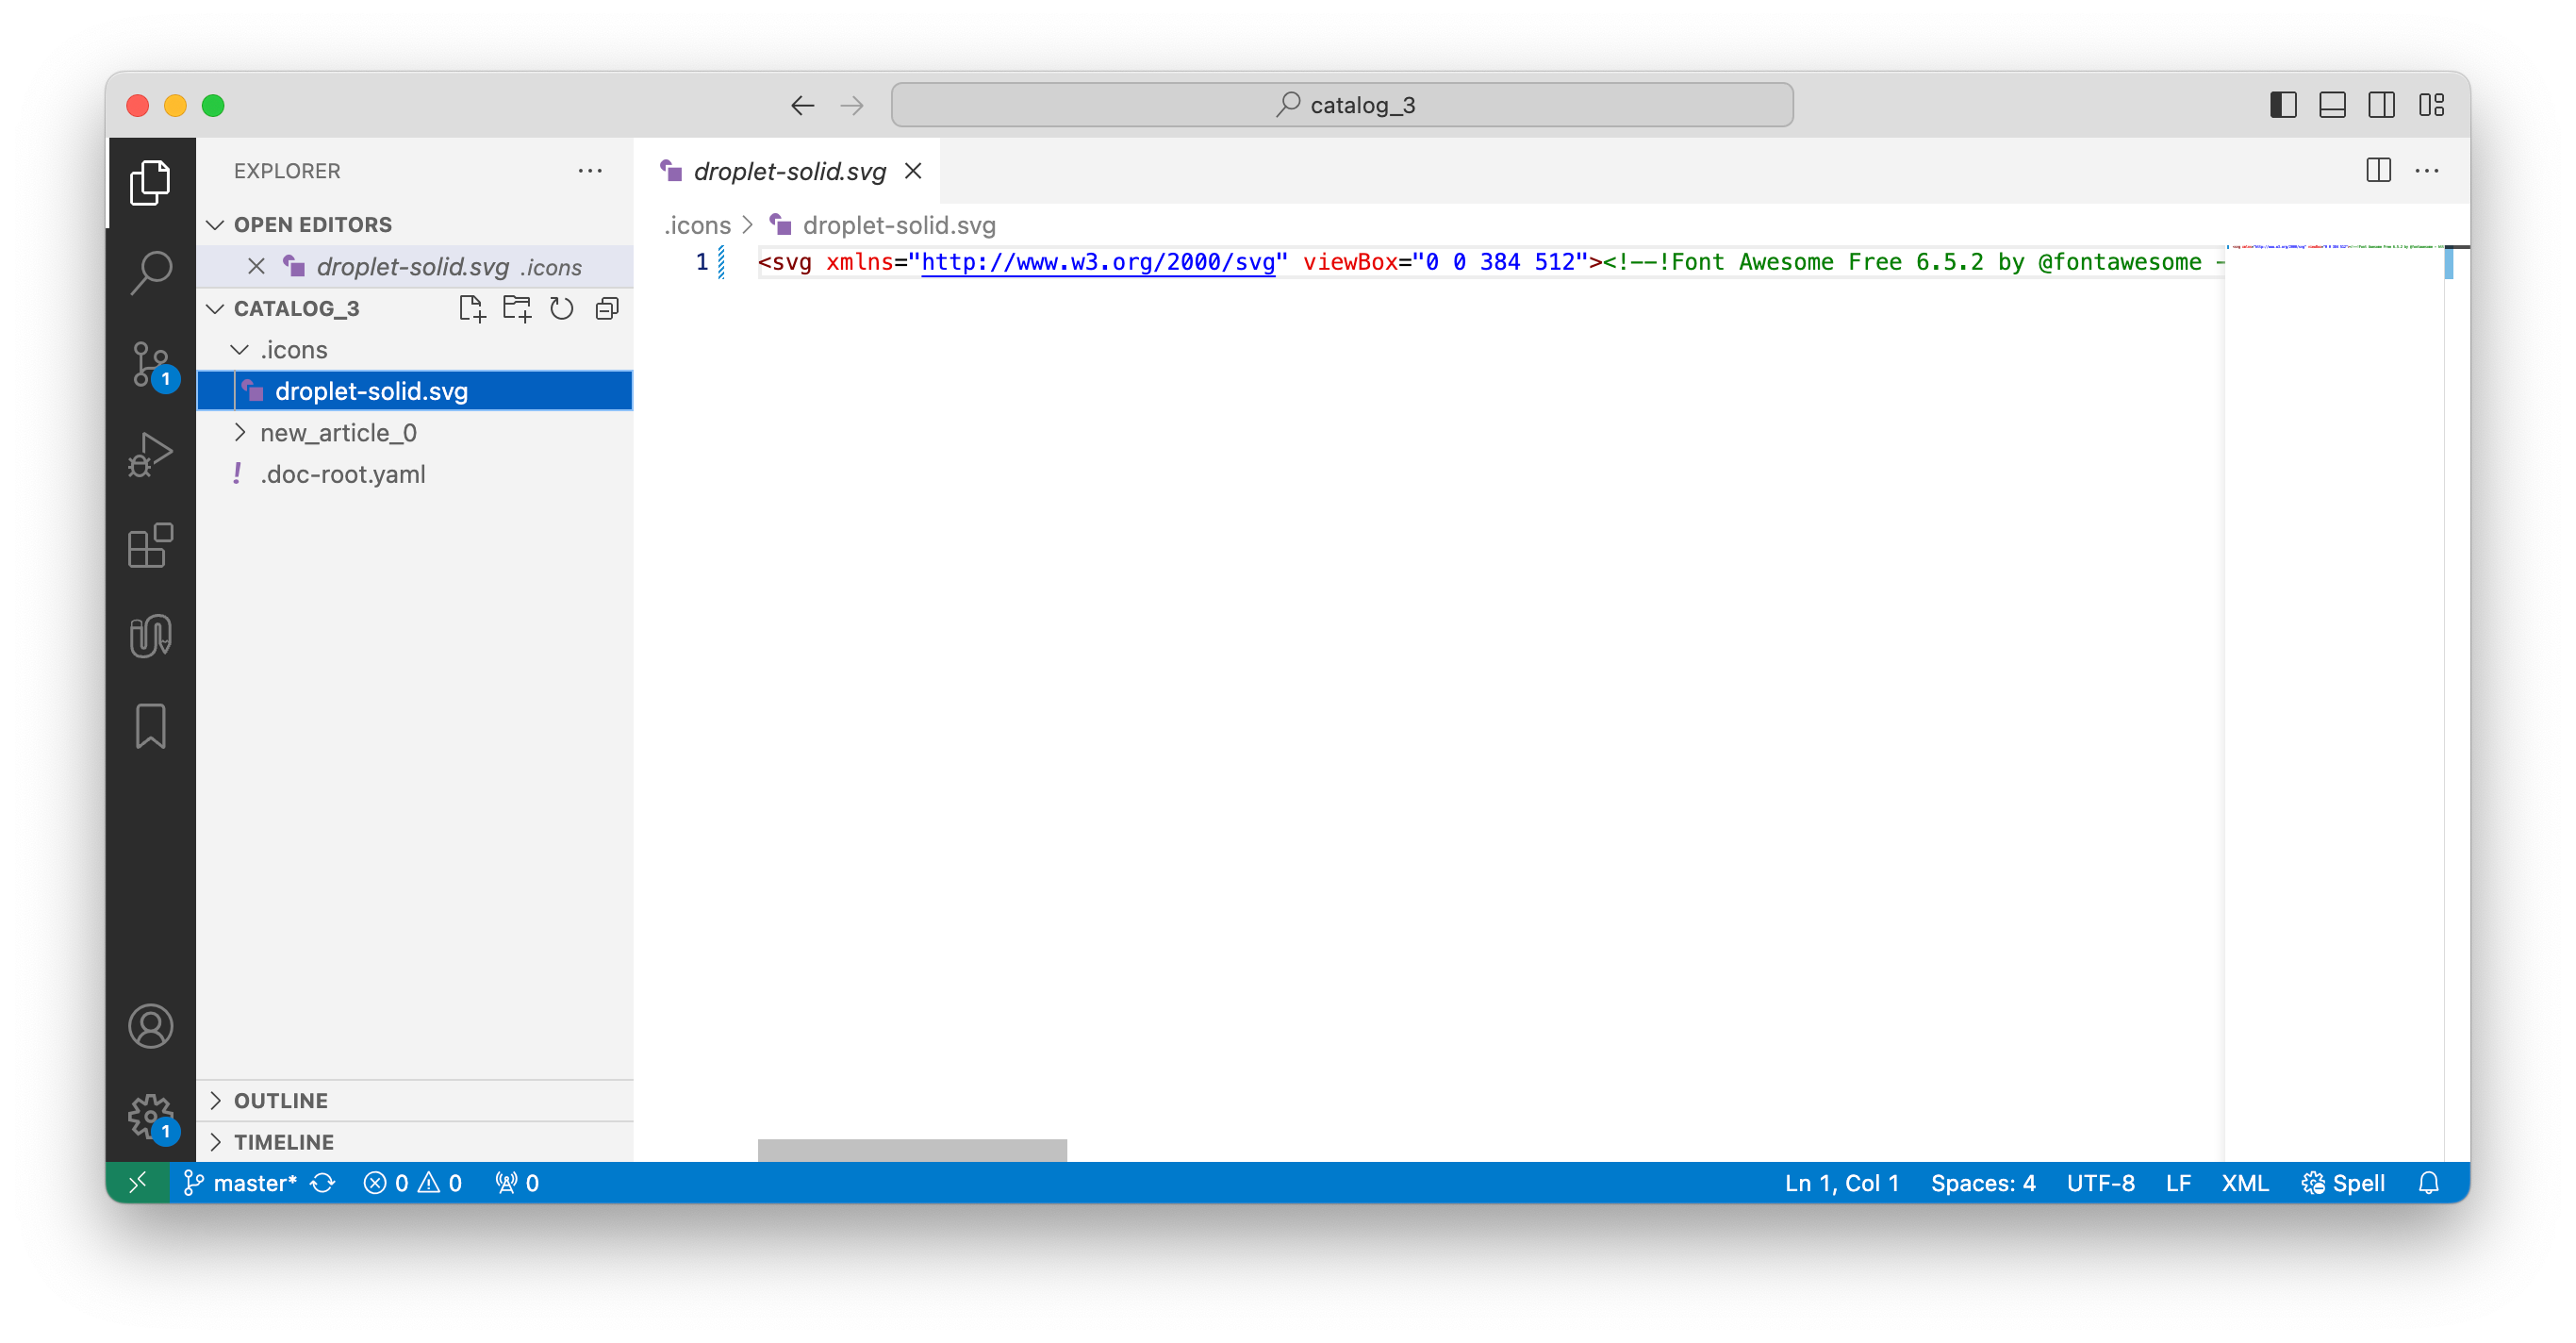 catalog_3
EXPLORER
OPEN EDITORS
droplet-solid.svg .icons
CATALOG_3
.icons
droplet-solid.svg
new_article_0
! .doc-root.yaml
OUTLINE
TIMELINE
droplet-solid.svg
.icons > droplet-solid.svg
1 <svg xmlns="http://www.w3.org/2000/svg" viewBox="0 0 384 512"><!--!Font Awesome Free 6.5.2 by @fontawesome -
1
1
master* 0 0 0
Ln 1, Col 1 Spaces: 4 UTF-8 LF XML Spell